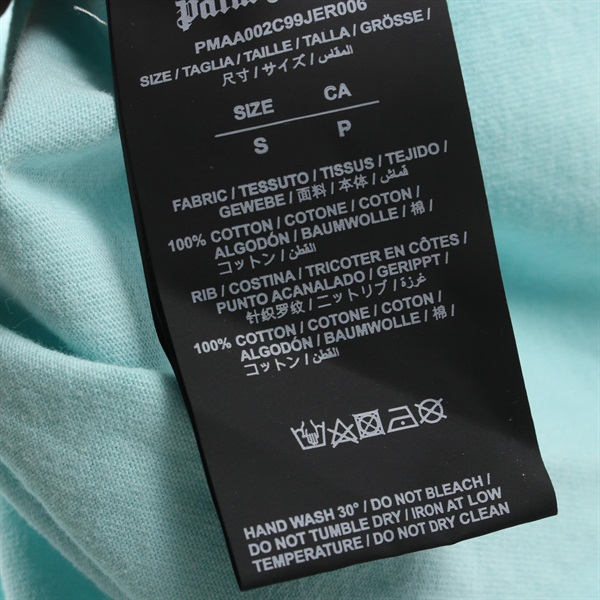 PMAA002C99JER006
SIZE / TAGLIA / TAILLE / TALLA / GRÖSSE /
尺寸 / サイズ / المقاس
SIZE CA
S P
FABRIC / TESSUTO / TISSUS / TEJIDO /
GEWEBE / 面料 / 本体 / قماش
100% COTTON / COTONE / COTON /
ALGODÓN / BAUMWOLLE / 棉 /
コットン / القطن
RIB / COSTINA / TRICOTER EN CÔTES /
PUNTO ACANALADO / GERIPPT /
针织罗纹 / ニットリブ / غرزة
100% COTTON / COTONE / COTON /
ALGODÓN / BAUMWOLLE / 棉 /
コットン / القطن
HAND WASH 30° / DO NOT BLEACH /
DO NOT TUMBLE DRY / IRON AT LOW
TEMPERATURE / DO NOT DRY CLEAN